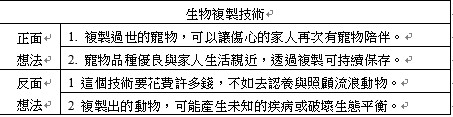 生物複製技術
正面想法
1. 複製過世的寵物，可以讓傷心的家人再次有寵物陪伴。
2. 寵物品種優良與家人生活親近，透過複製可持續保存。
反面想法
1 這個技術要花費許多錢，不如去認養與照顧流浪動物。
2 複製出的動物，可能產生未知的疾病或破壞生態平衡。